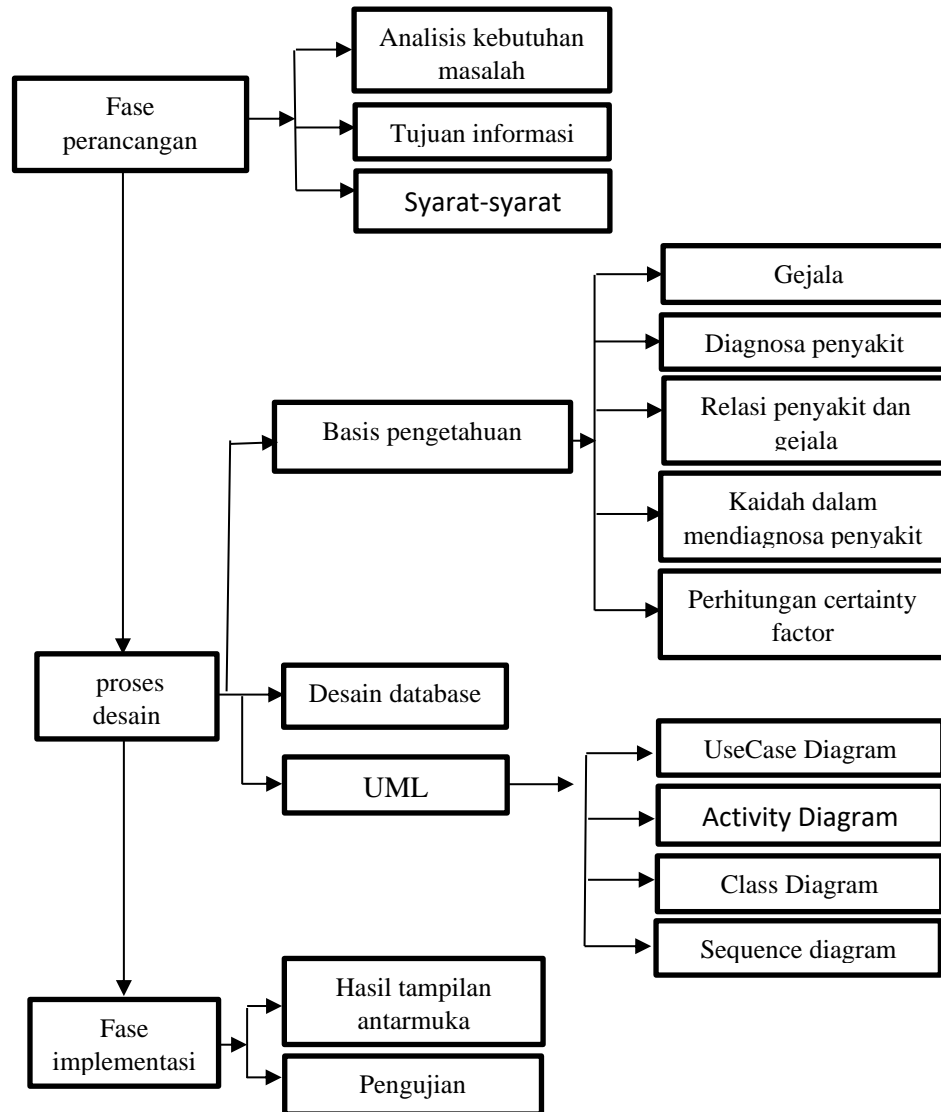 Analisis kebutuhan
masalah
Fase
perancangan
Tujuan informasi
Syarat-syarat
Gejala
Diagnosa penyakit
Relasi penyakit dan
gejala
Basis pengetahuan
Kaidah dalam
mendiagnosa penyakit
Perhitungan certainty
factor
proses
desain
Desain database
UML
UseCase Diagram
Activity Diagram
Class Diagram
Sequence diagram
Fase
implementasi
Hasil tampilan
antarmuka
Pengujian